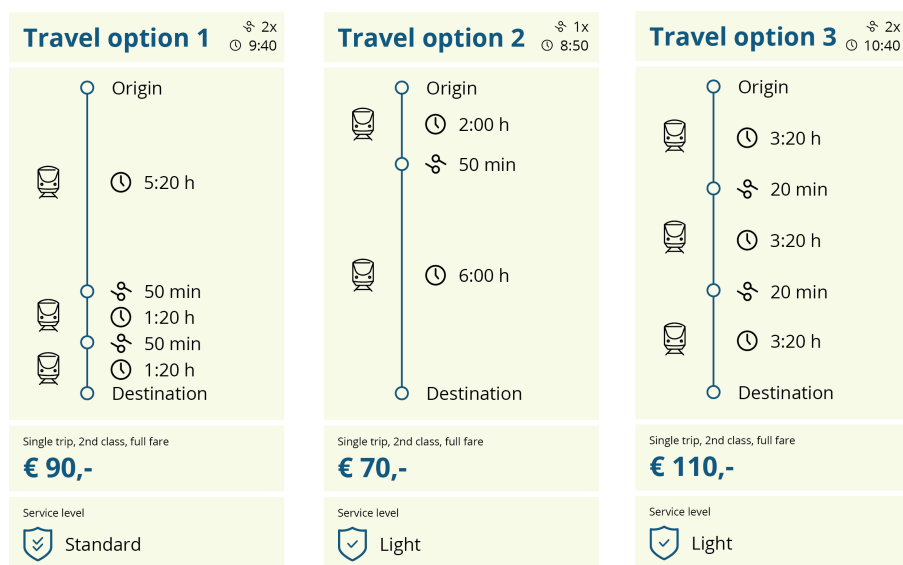 Travel option 1
2x
9:40
Origin
5:20 h
50 min
1:20 h
50 min
1:20 h
Destination
Single trip, 2nd class, full fare
€ 90,-
Service level
Standard
Travel option 2
1x
8:50
Origin
2:00 h
50 min
6:00 h
Destination
Single trip, 2nd class, full fare
€ 70,-
Service level
Light
Travel option 3
2x
10:40
Origin
3:20 h
20 min
3:20 h
20 min
3:20 h
Destination
Single trip, 2nd class, full fare
€ 110,-
Service level
Light